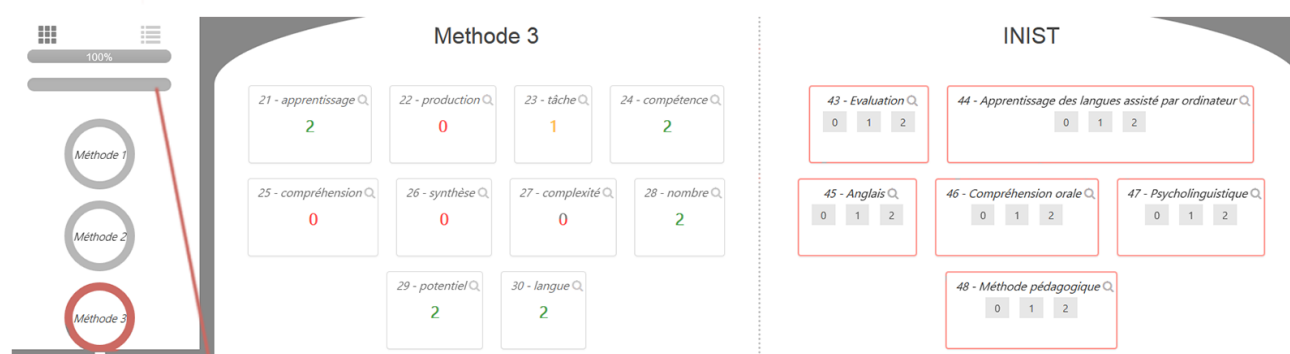 100%
Méthode 1
Méthode 2
Méthode 3
Methode 3
21 - apprentissage
2
22 - production
0
23 - tâche
1
24 - compétence
2
25 - compréhension
0
26 - synthèse
0
27 - complexité
0
28 - nombre
2
29 - potentiel
2
30 - langue
2
INIST
43 - Evaluation
0 1 2
44 - Apprentissage des langues assisté par ordinateur
0 1 2
45 - Anglais
0 1 2
46 - Compréhension orale
0 1 2
47 - Psycholinguistique
0 1 2
48 - Méthode pédagogique
0 1 2